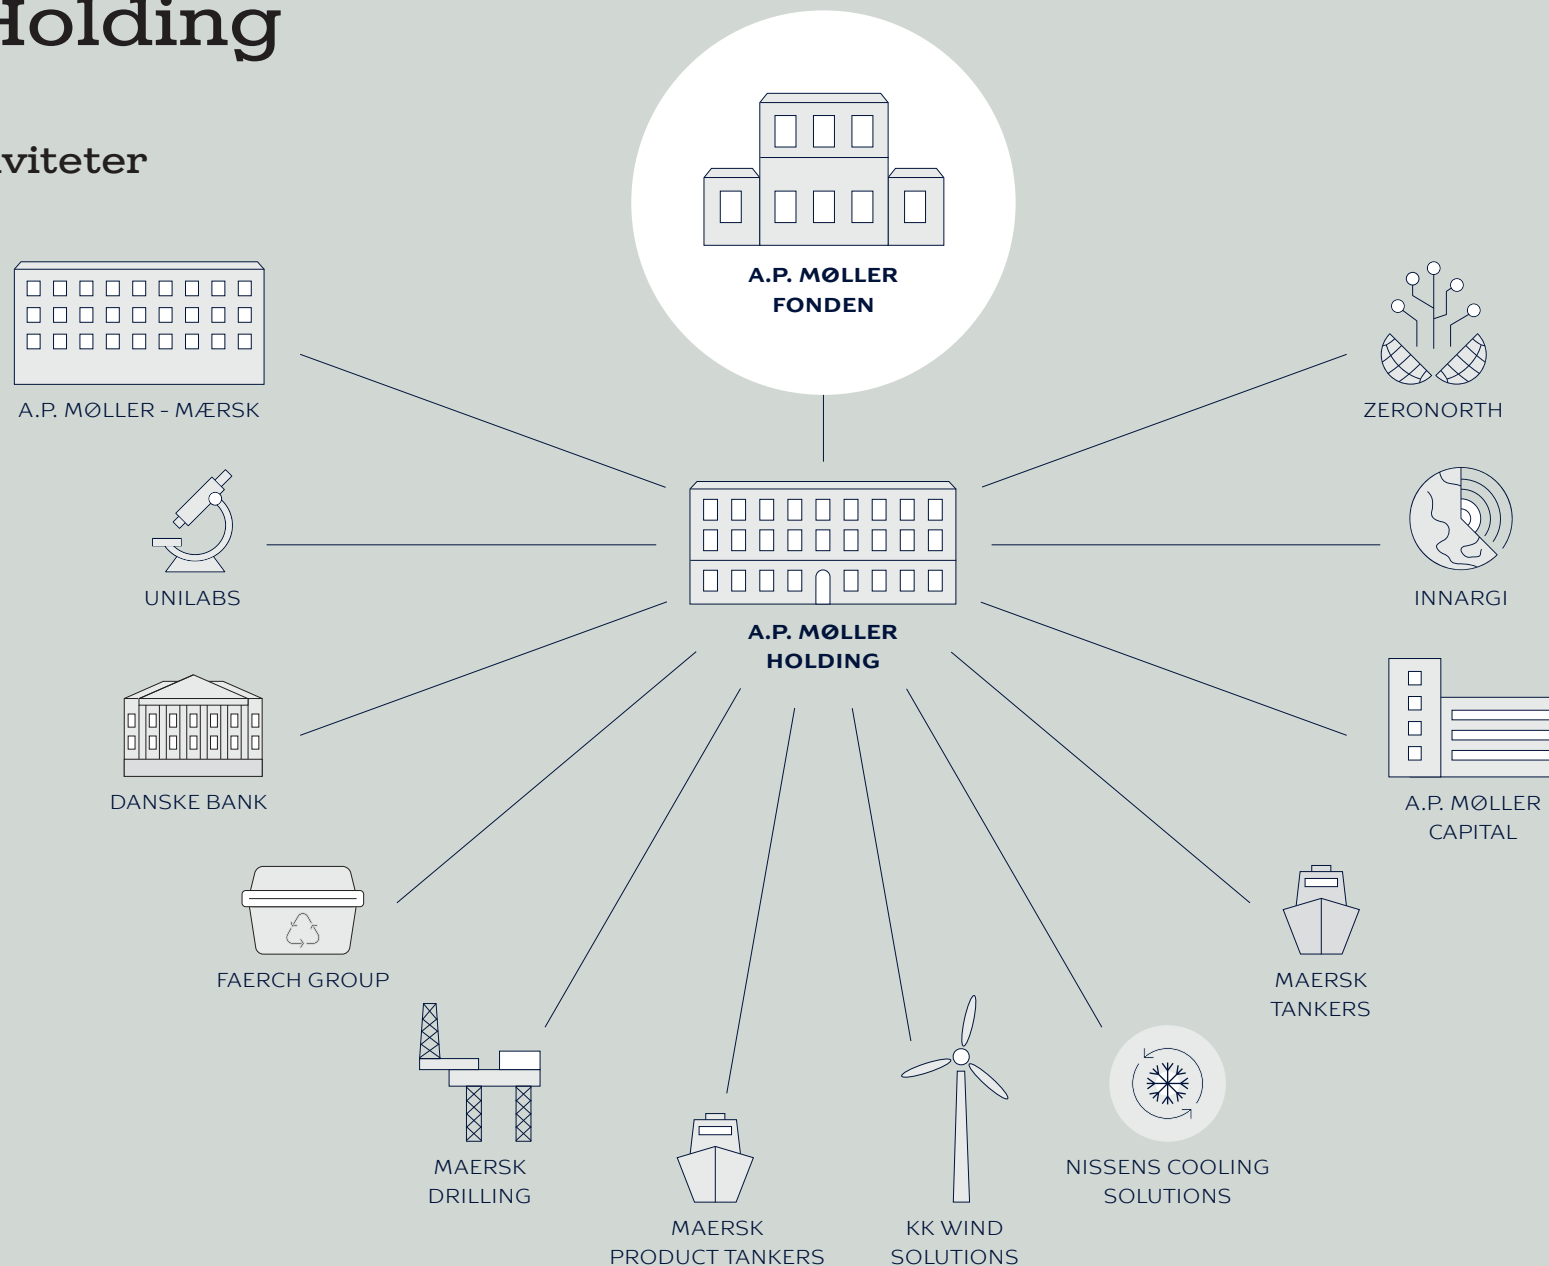 Holding
viteter
A.P. MØLLER
FONDEN
A.P. MØLLER - MÆRSK
ZERONORTH
UNILABS
INNARGI
A.P. MØLLER
HOLDING
DANSKE BANK
A.P. MØLLER
CAPITAL
FAERCH GROUP
MAERSK
TANKERS
MAERSK
DRILLING
NISSENS COOLING
SOLUTIONS
MAERSK
PRODUCT TANKERS
KK WIND
SOLUTIONS